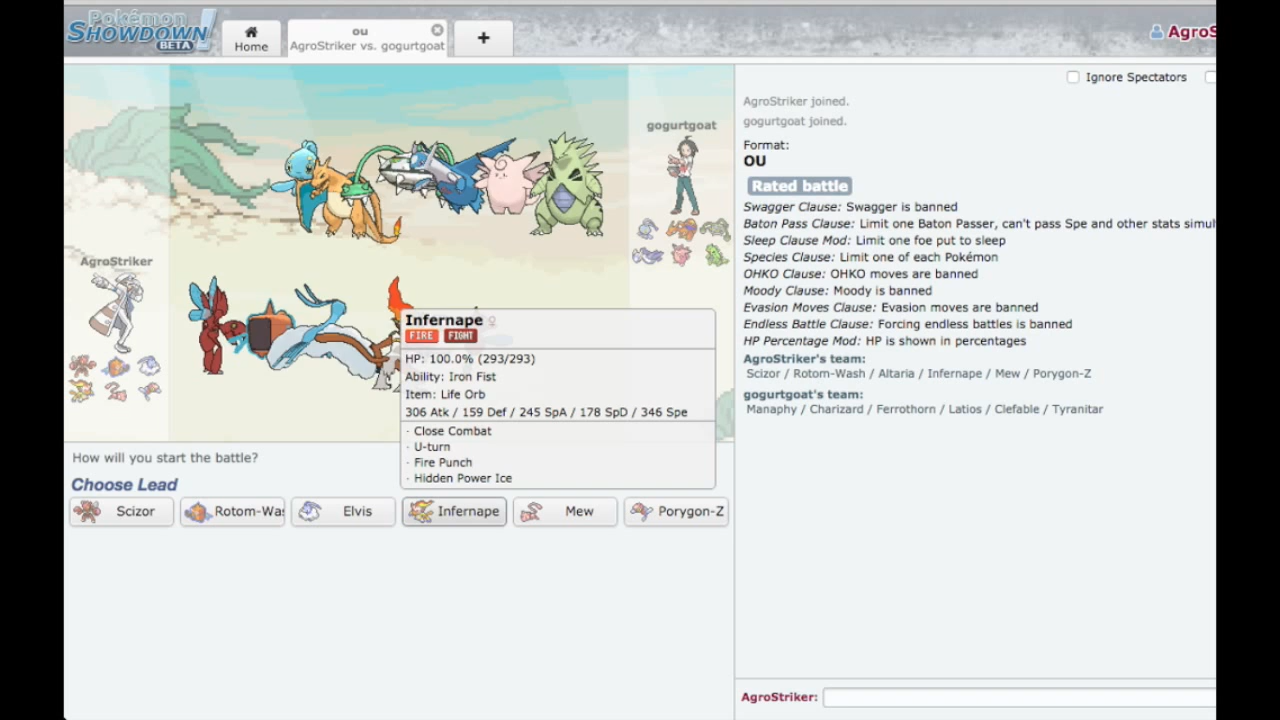 Pokémon
SHOWDOWN!
BETA
Home
ou
AgroStriker vs. gogurtgoat
+
AgroS
Ignore Spectators
gogurtgoat
AgroStriker
AgroStriker joined.
gogurtgoat joined.
Format:
OU
Rated battle
Swagger Clause: Swagger is banned
Baton Pass Clause: Limit one Baton Passer, can't pass Spe and other stats simul
Sleep Clause Mod: Limit one foe put to sleep
Species Clause: Limit one of each Pokémon
OHKO Clause: OHKO moves are banned
Moody Clause: Moody is banned
Evasion Moves Clause: Evasion moves are banned
Endless Battle Clause: Forcing endless battles is banned
HP Percentage Mod: HP is shown in percentages
AgroStriker's team:
Scizor / Rotom-Wash / Altaria / Infernape / Mew / Porygon-Z
gogurtgoat's team:
Manaphy / Charizard / Ferrothorn / Latios / Clefable / Tyranitar
Infernape ♀
FIRE FIGHT
HP: 100.0% (293/293)
Ability: Iron Fist
Item: Life Orb
306 Atk / 159 Def / 245 SpA / 178 SpD / 346 Spe
· Close Combat
· U-turn
· Fire Punch
· Hidden Power Ice
How will you start the battle?
Choose Lead
Scizor
Rotom-Was
Elvis
Infernape
Mew
Porygon-Z
AgroStriker: